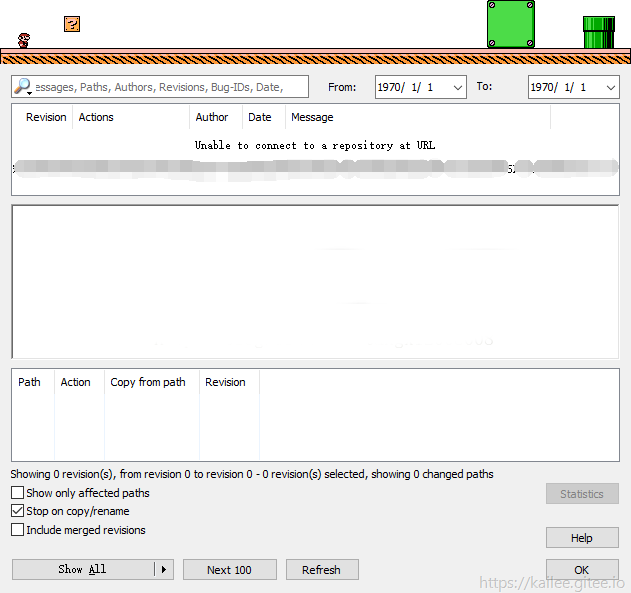 ?
essages, Paths, Authors, Revisions, Bug-IDs, Date,
From:
1970/ 1/ 1
To:
1970/ 1/ 1
Revision Actions Author Date Message
Unable to connect to a repository at URL
Path Action Copy from path Revision
Showing 0 revision(s), from revision 0 to revision 0 - 0 revision(s) selected, showing 0 changed paths
Show only affected paths
Statistics
Stop on copy/rename
Include merged revisions
Help
Show All
Next 100
Refresh
OK
https://kailee.gitee.io